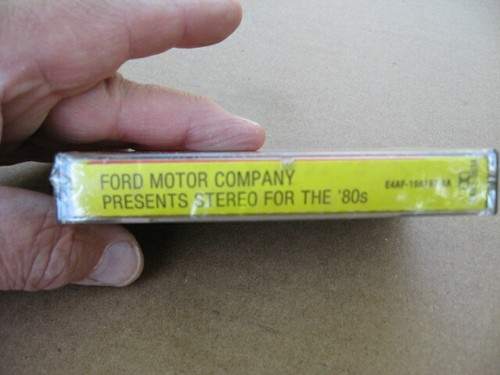 FORD MOTOR COMPANY
PRESENTS STEREO FOR THE '80s